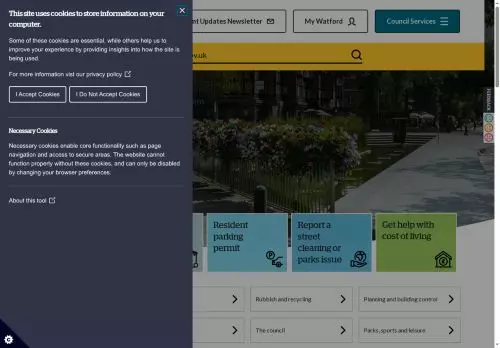 This site uses cookies to store information on your
computer.
Some of these cookies are essential, while others help us to
improve your experience by providing insights into how the site is
being used.
For more information visit our privacy policy
I Accept Cookies
I Do Not Accept Cookies
Necessary Cookies
Necessary cookies enable core functionality such as page
navigation and access to secure areas. The website cannot
function properly without these cookies, and can only be disabled
by changing your browser preferences.
About this tool
Updates Newsletter
My Watford
Council Services
.uk
FEEDBACK
Resident
parking
permit
Report a
street
cleaning or
parks issue
Get help with
cost of living
Rubbish and recycling
Planning and building control
The council
Parks, sports and leisure